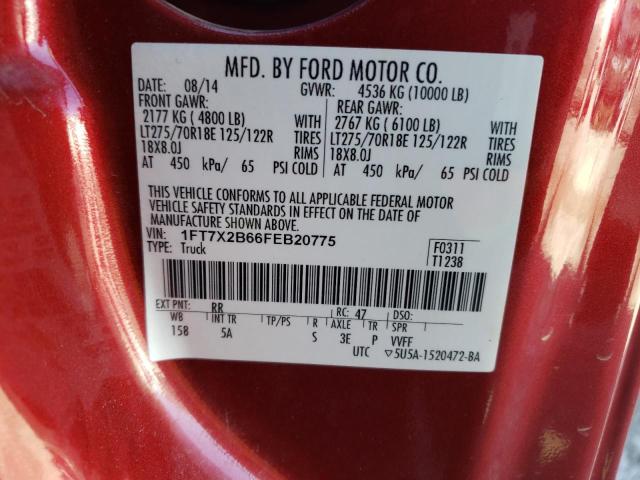 MFD. BY FORD MOTOR CO.
DATE: 08/14 GVWR: 4536 KG (10000 LB)
FRONT GAWR: REAR GAWR:
2177 KG ( 4800 LB) WITH 2767 KG ( 6100 LB) WITH
LT275/70R18E 125/122R TIRES LT275/70R18E 125/122R TIRES
18X8.0J RIMS 18X8.0J RIMS
AT 450 kPa/ 65 PSI COLD AT 450 kPa/ 65 PSI COLD
THIS VEHICLE CONFORMS TO ALL APPLICABLE FEDERAL MOTOR
VEHICLE SAFETY STANDARDS IN EFFECT ON THE DATE OF
MANUFACTURE SHOWN ABOVE.
VIN: 1FT7X2B66FEB20775 F0311
TYPE: Truck T1238
EXT PNT: RR RC: 47 DSO:
WB INT TR TP/PS R AXLE TR SPR
158 5A S 3E P VVFF
UTC ▽5U5A-1520472-BA